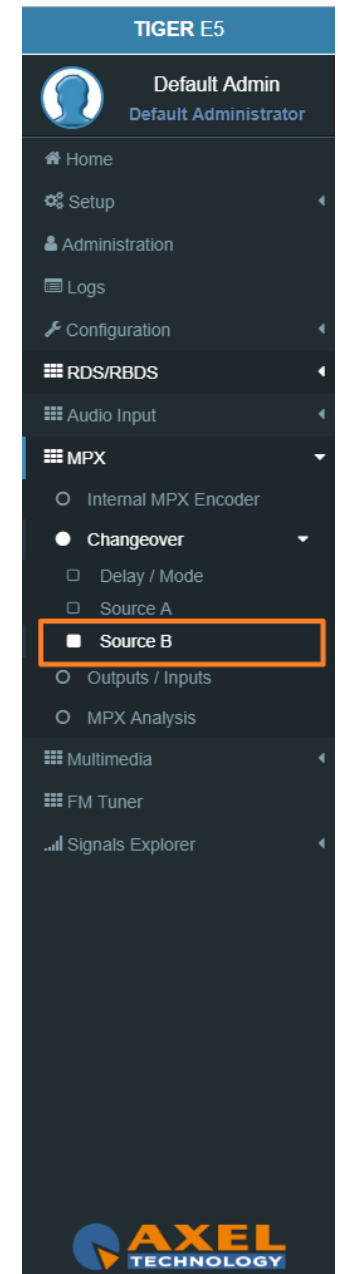 TIGER E5
Default Admin
Default Administrator
Home
Setup
Administration
Logs
Configuration
RDS/RBDS
Audio Input
MPX
Internal MPX Encoder
Changeover
Delay / Mode
Source A
Source B
Outputs / Inputs
MPX Analysis
Multimedia
FM Tuner
Signals Explorer
AXEL
TECHNOLOGY